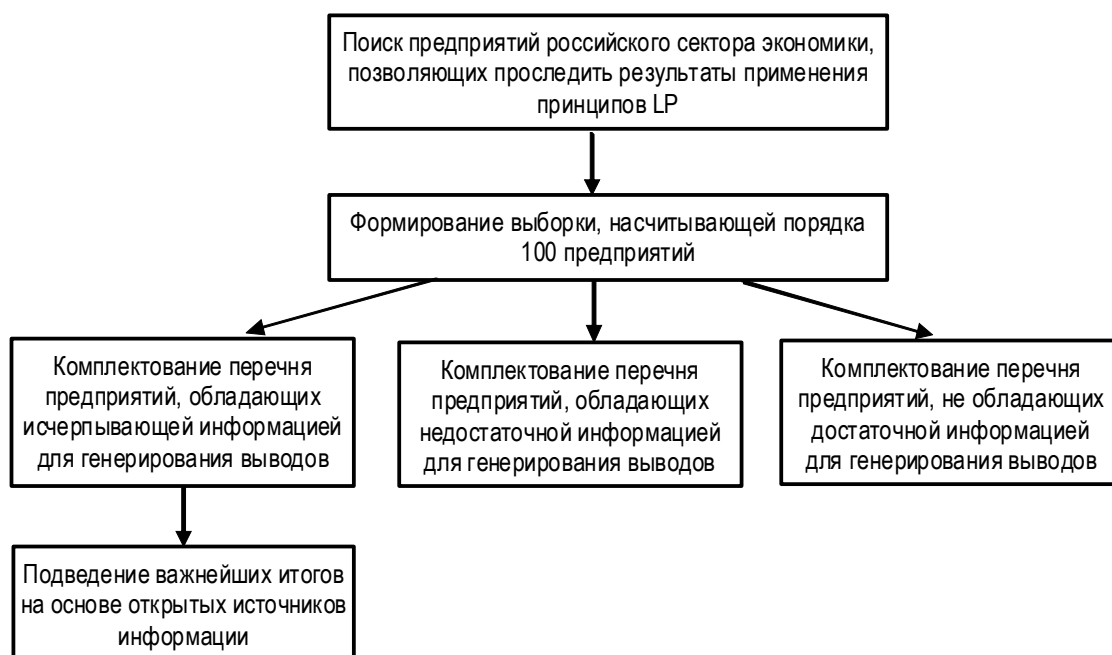 Поиск предприятий российского сектора экономики,
позволяющих проследить результаты применения
принципов LP
Формирование выборки, насчитывающей порядка
100 предприятий
Комплектование перечня
предприятий, обладающих
исчерпывающей информацией
для генерирования выводов
Комплектование перечня
предприятий, обладающих
недостаточной информацией
для генерирования выводов
Комплектование перечня
предприятий, не обладающих
достаточной информацией
для генерирования выводов
Подведение важнейших итогов
на основе открытых источников
информации